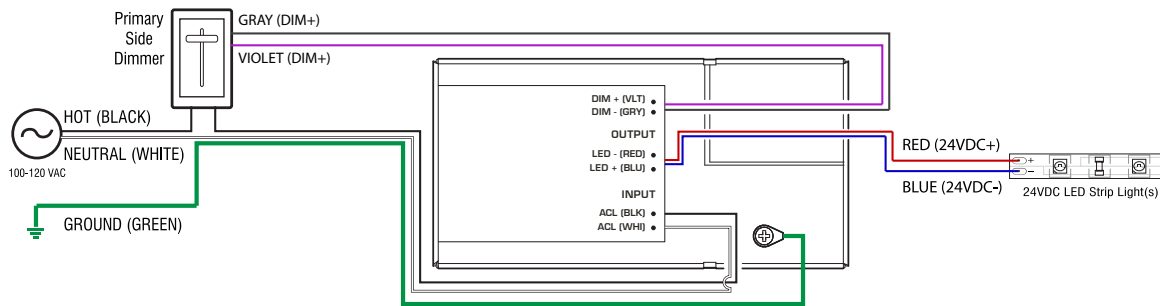 Primary
Side
Dimmer
GRAY (DIM+)
VIOLET (DIM+)
HOT (BLACK)
NEUTRAL (WHITE)
100-120 VAC
GROUND (GREEN)
DIM + (VLT)
DIM - (GRY)
OUTPUT
LED - (RED)
LED + (BLU)
INPUT
ACL (BLK)
ACL (WHI)
RED (24VDC+)
BLUE (24VDC-)
+
-
24VDC LED Strip Light(s)